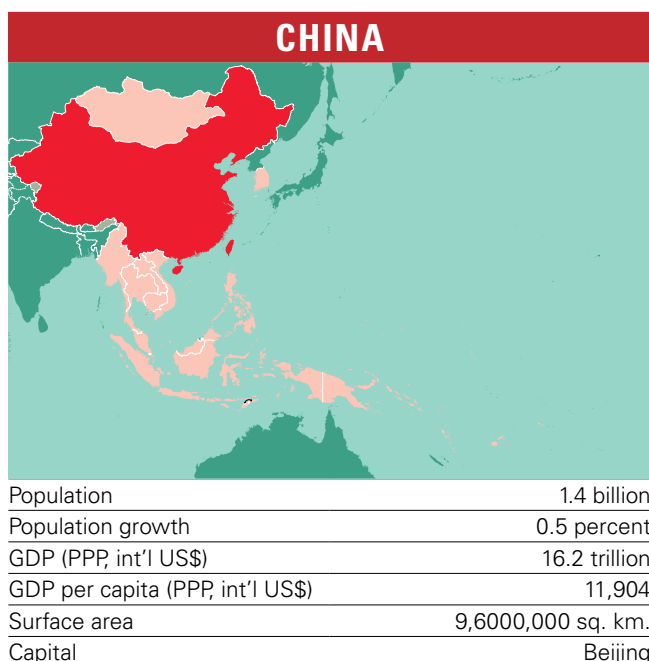 CHINA
Population 1.4 billion
Population growth 0.5 percent
GDP (PPP, int'l US$) 16.2 trillion
GDP per capita (PPP, int'l US$) 11,904
Surface area 9,6000,000 sq. km.
Capital Beijing